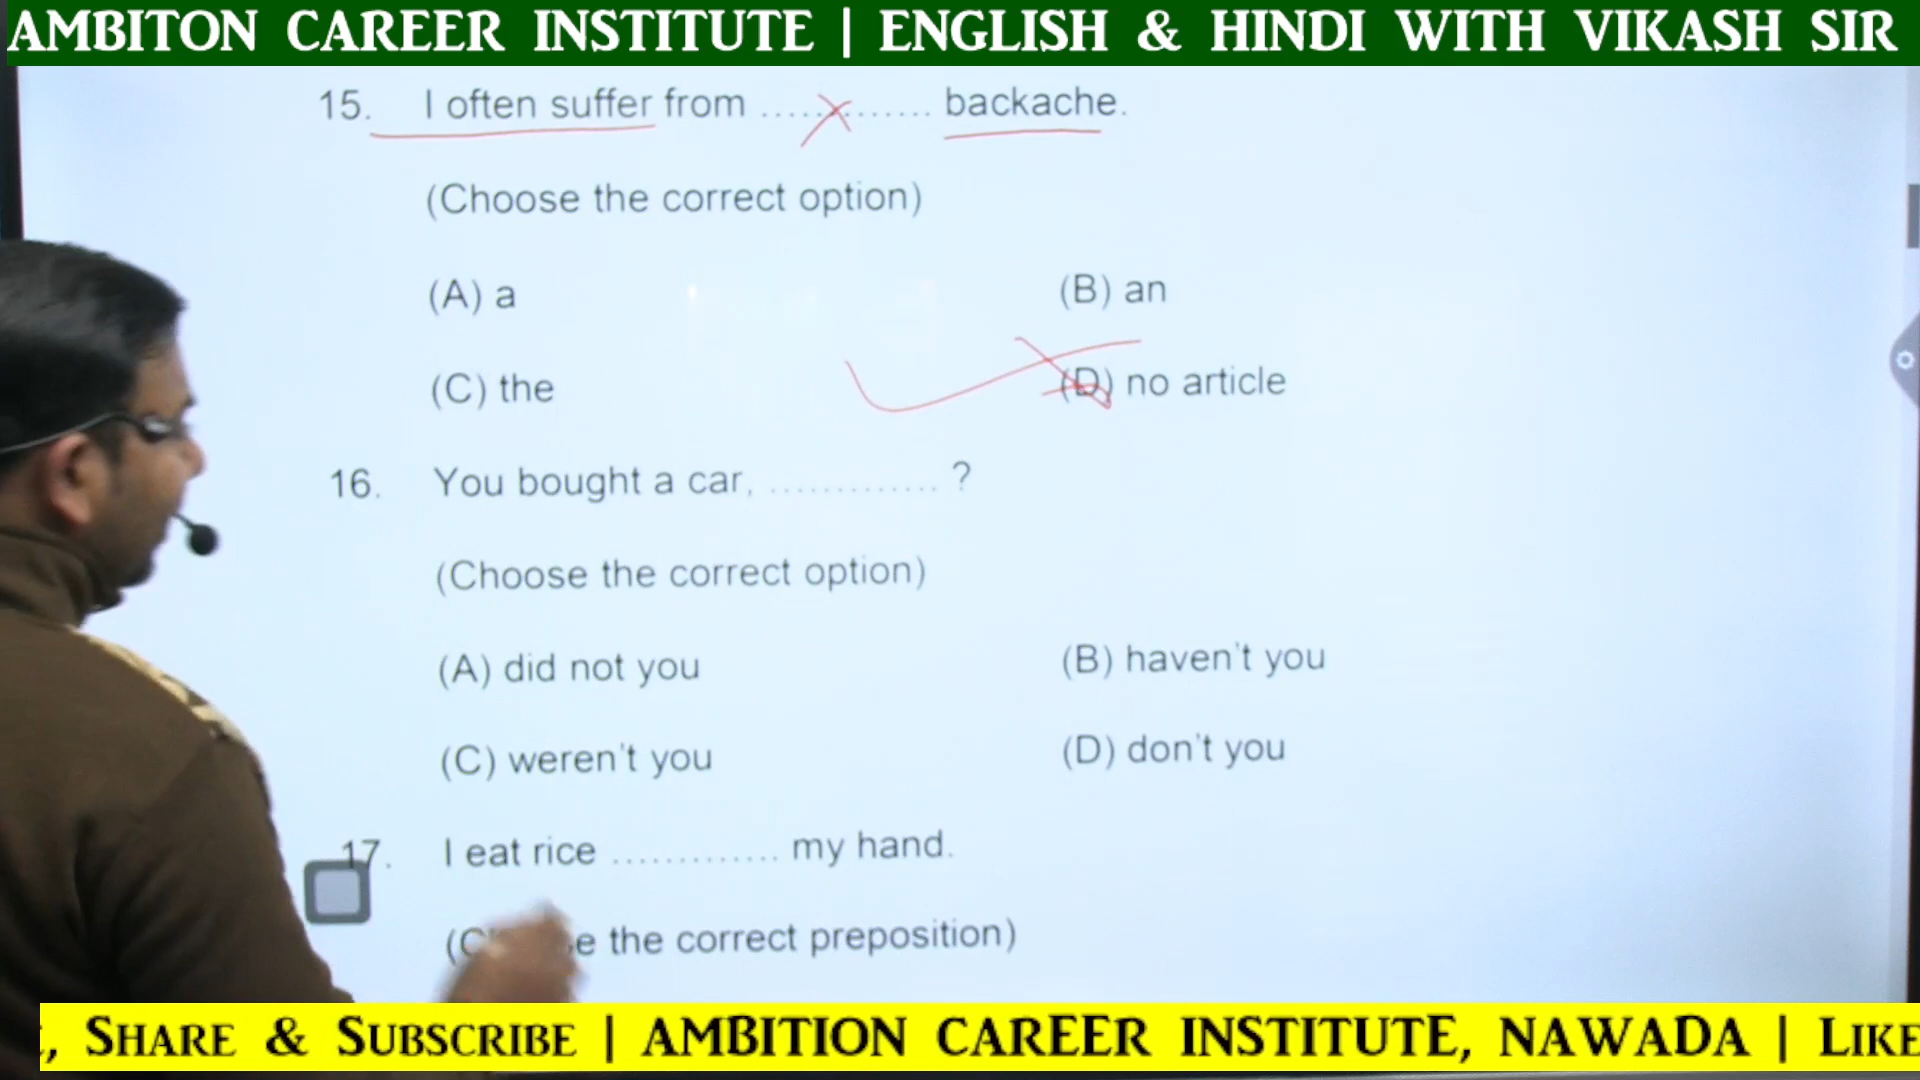 AMBITON CAREER INSTITUTE | ENGLISH & HINDI WITH VIKASH SIR
15. I often suffer from .................. backache.
(Choose the correct option)
(A) a (B) an
(C) the (D) no article
16. You bought a car, ............. ?
(Choose the correct option)
(A) did not you (B) haven't you
(C) weren't you (D) don't you
17. I eat rice ............. my hand.
the correct preposition)
, SHARE & SUBSCRIBE | AMBITION CAREER INSTITUTE, NAWADA | LIKE